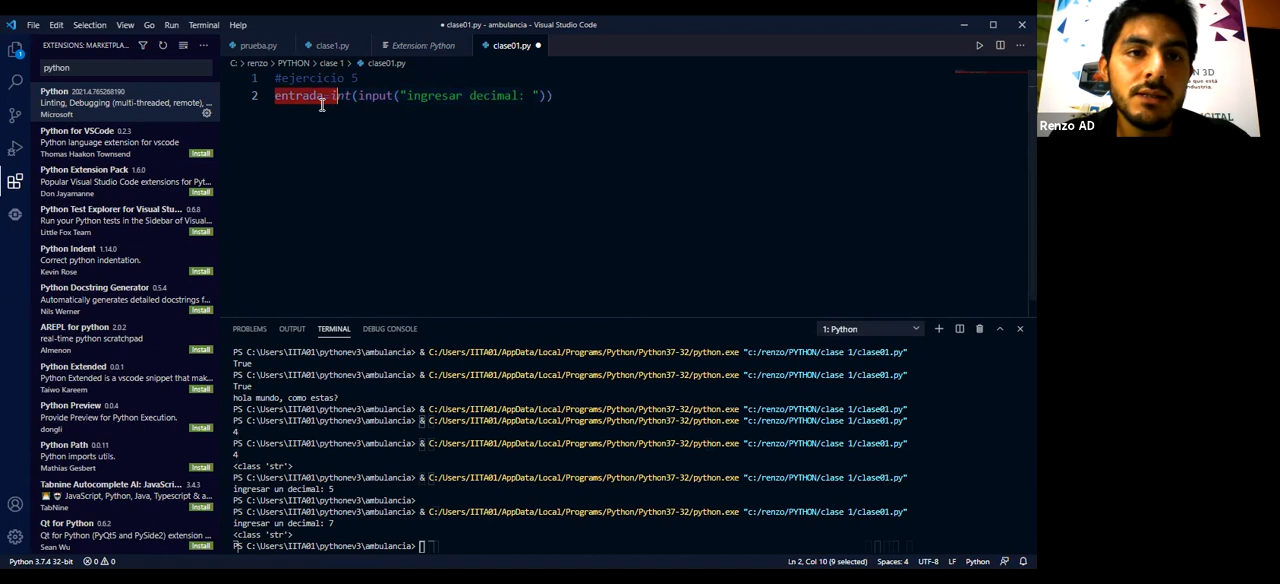 File Edit Selection View Go Run Terminal Help
clase01.py - ambulancia - Visual Studio Code
EXTENSIONS: MARKETPLA...
prueba.py
clase1.py
Extension: Python
clase01.py
python
C: > renzo > PYTHON > clase 1 > clase01.py
1 #ejercicio 5
2 entrada int(input("ingresar decimal: "))
Python 2021.4.765268190
Linting, Debugging (multi-threaded, remote), ...
Microsoft
Python for VSCode 0.2.3
Python language extension for vscode
Thomas Haakon Townsend Install
Python Extension Pack 1.6.0
Popular Visual Studio Code extensions for Pyt...
Don Jayamanne Install
Python Test Explorer for Visual Stu... 0.6.8
Run your Python tests in the Sidebar of Visual...
Little Fox Team Install
Python Indent 1.14.0
Correct python indentation.
Kevin Rose Install
Python Docstring Generator 0.5.4
Automatically generates detailed docstrings f...
Nils Werner Install
AREPL for python 2.0.2
real-time python scratchpad
Almenon Install
Python Extended 0.0.1
Python Extended is a vscode snippet that mak...
Taiwo Kareem Install
Python Preview 0.0.4
Provide Preview for Python Execution.
dongli Install
Python Path 0.0.11
Python imports utils.
Mathias Gesbert Install
Tabnine Autocomplete AI: JavaScri... 3.4.3
JavaScript, Python, Java, Typescript & a...
TabNine Install
Qt for Python 0.6.2
Qt for Python (PyQt5 and PySide2) extension ...
Sean Wu Install
PROBLEMS OUTPUT TERMINAL DEBUG CONSOLE
1: Python
PS C:\Users\IITA01\pythonev3\ambulancia> & C:/Users/IITA01/AppData/Local/Programs/Python/Python37-32/python.exe "c:/renzo/PYTHON/clase 1/clase01.py"
True
PS C:\Users\IITA01\pythonev3\ambulancia> & C:/Users/IITA01/AppData/Local/Programs/Python/Python37-32/python.exe "c:/renzo/PYTHON/clase 1/clase01.py"
True
hola mundo, como estas?
PS C:\Users\IITA01\pythonev3\ambulancia> & C:/Users/IITA01/AppData/Local/Programs/Python/Python37-32/python.exe "c:/renzo/PYTHON/clase 1/clase01.py"
PS C:\Users\IITA01\pythonev3\ambulancia> & C:/Users/IITA01/AppData/Local/Programs/Python/Python37-32/python.exe "c:/renzo/PYTHON/clase 1/clase01.py"
4
PS C:\Users\IITA01\pythonev3\ambulancia> & C:/Users/IITA01/AppData/Local/Programs/Python/Python37-32/python.exe "c:/renzo/PYTHON/clase 1/clase01.py"
4
<class 'str'>
PS C:\Users\IITA01\pythonev3\ambulancia> & C:/Users/IITA01/AppData/Local/Programs/Python/Python37-32/python.exe "c:/renzo/PYTHON/clase 1/clase01.py"
ingresar un decimal: 5
PS C:\Users\IITA01\pythonev3\ambulancia>
PS C:\Users\IITA01\pythonev3\ambulancia> & C:/Users/IITA01/AppData/Local/Programs/Python/Python37-32/python.exe "c:/renzo/PYTHON/clase 1/clase01.py"
ingresar un decimal: 7
<class 'str'>
PS C:\Users\IITA01\pythonev3\ambulancia>
Python 3.7.4 32-bit 0 0
Ln 2, Col 10 (9 selected) Spaces: 4 UTF-8 LF Python
Renzo AD